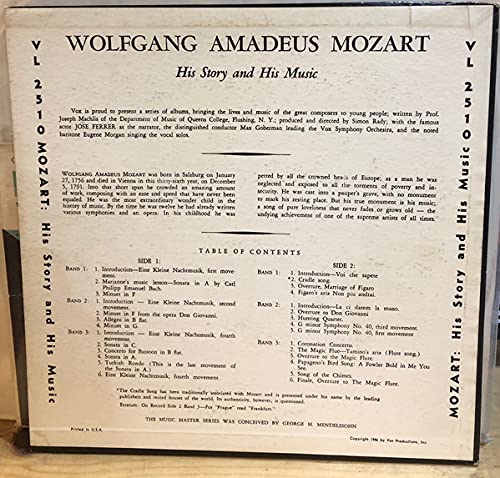 WOLFGANG AMADEUS MOZART
His Story and His Music
Vox is proud to present a series of albums, bringing the lives and music of the great composers to young people; written by Prof.
Joseph Machlis of the Department of Music of Queens College, Flushing, N. Y.; produced and directed by Simon Rady; with the famous
actor JOSE FERRER as the narrator, the distinguished conductor Max Goberman leading the Vox Symphony Orchestra, and the noted
baritone Eugene Morgan singing the vocal solos.
WOLFGANG AMADEUS MOZART was born in Salzburg on January
27, 1756 and died in Vienna in this thirty-sixth year, on December
5, 1791. Into that short span he crowded an amazing amount
of work, composing with an ease and speed that have never been
equaled. He was the most extraordinary wonder child in the
history of music. By the time he was twelve he had already written
various symphonies and an opera. In his childhood he was
petted by all the crowned heads of Europe; as a man he was
neglected and exposed to all the torments of poverty and in-
security. He was cast into a pauper's grave, with no monument
to mark his resting place. But his true monument is his music;
a song of pure loveliness that never fades or grows old — the
undying achievement of one of the supreme artists of all times.
TABLE OF CONTENTS
SIDE 1:
BAND 1: 1. Introduction—Eine Kleine Nachtmusik, first move-
ment.
2. Marianne's music lesson—Sonata in A by Carl
Philipp Emanuel Bach.
3. Minuet in F
BAND 2: 1. Introduction — Eine Kleine Nachtmusik, second
movement.
2. Minuet in F from the opera Don Giovanni.
3. Allegro in B flat.
4. Minuet in G.
BAND 3: 1. Introduction—Eine Kleine Nachtmusik, fourth
movement.
2. Sonata in C.
3. Concerto for Bassoon in B flat.
4. Sonata in A.
5. Turkish Rondo (This is the last movement of
the Sonata in A.)
6. Eine Kleine Nachtmusik, fourth movement.
SIDE 2:
BAND 1: 1. Introduction—Voi che sapete
*2. Cradle song.
3. Overture, Marriage of Figaro
4. Figaro's aria Non piu andrai.
BAND 2: 1. Introduction—La ci darem la mano.
2. Overture to Don Giovanni
3. Hunting Quartet.
4. G minor Symphony No. 40, third movement.
5. G minor Symphony No. 40, first movement
BAND 3: 1. Coronation Concerto.
2. The Magic Flute—Tamino's aria (Flute song.)
3. Overture to the Magic Flute.
4. Papageno's Bird Song: A Fowler Bold in Me You
See.
5. Song of the Chimes.
6. Finale, Overture to The Magic Flute.
*The Cradle Song has been traditionally associated with Mozart and is presented under his name by the leading
publishers and record houses of the world. Its authenticity, however, is questioned.
Erratum: On Record Side 2 Band 3—For "Prague" read "Frankfurt."
THE MUSIC MASTER SERIES WAS CONCEIVED BY GEORGE H. MENDELSSOHN
Printed in U.S.A.
Copyright 1946 by Vox Productions, Inc.
VL 2510 MOZART: His Story and His Music
MOZART: His Story and His Music VL 2510